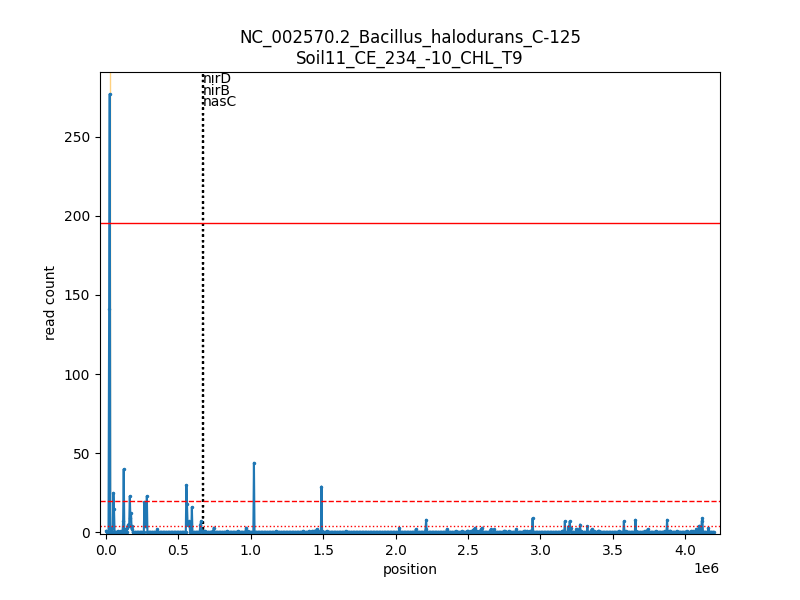 NC_002570.2_Bacillus_halodurans_C-125
Soil11_CE_234_-10_CHL_T9
nirD
nirB
nasC
250
200
150
100
50
0
read count
0.0 0.5 1.0 1.5 2.0 2.5 3.0 3.5 4.0
1e6
position